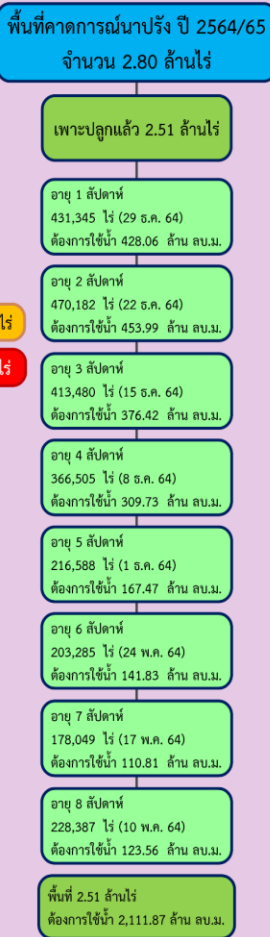 พื้นที่คาดการณ์นาปรัง ปี 2564/65
จำนวน 2.80 ล้านไร่
เพาะปลูกแล้ว 2.51 ล้านไร่
อายุ 1 สัปดาห์
431,345 ไร่ (29 ธ.ค. 64)
ต้องการใช้น้ำ 428.06 ล้าน ลบ.ม.
อายุ 2 สัปดาห์
470,182 ไร่ (22 ธ.ค. 64)
ต้องการใช้น้ำ 453.99 ล้าน ลบ.ม.
ไร่
อายุ 3 สัปดาห์
413,480 ไร่ (15 ธ.ค. 64)
ต้องการใช้น้ำ 376.42 ล้าน ลบ.ม.
ไร่
อายุ 4 สัปดาห์
366,505 ไร่ (8 ธ.ค. 64)
ต้องการใช้น้ำ 309.73 ล้าน ลบ.ม.
อายุ 5 สัปดาห์
216,588 ไร่ (1 ธ.ค. 64)
ต้องการใช้น้ำ 167.47 ล้าน ลบ.ม.
อายุ 6 สัปดาห์
203,285 ไร่ (24 พ.ค. 64)
ต้องการใช้น้ำ 141.83 ล้าน ลบ.ม.
อายุ 7 สัปดาห์
178,049 ไร่ (17 พ.ค. 64)
ต้องการใช้น้ำ 110.81 ล้าน ลบ.ม.
อายุ 8 สัปดาห์
228,387 ไร่ (10 พ.ค. 64)
ต้องการใช้น้ำ 123.56 ล้าน ลบ.ม.
พื้นที่ 2.51 ล้านไร่
ต้องการใช้น้ำ 2,111.87 ล้าน ลบ.ม.